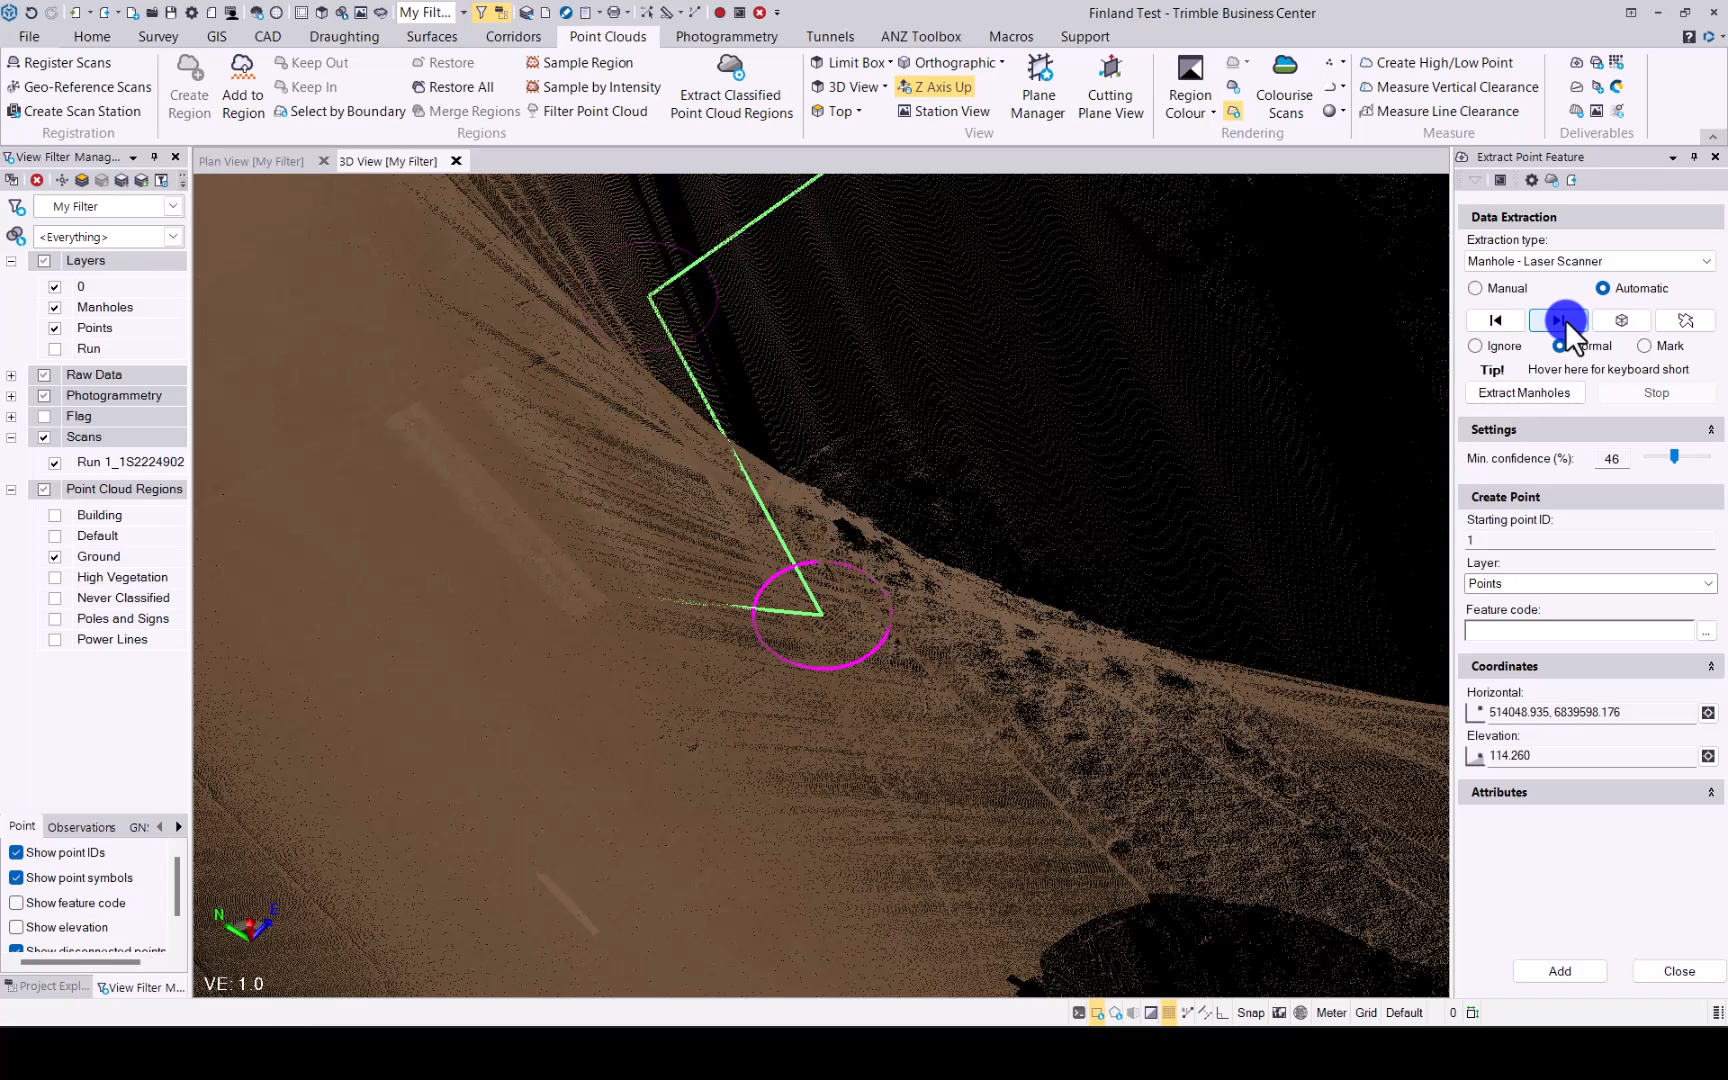 My Filt...
Finland Test - Trimble Business Center
File
Home
Survey
GIS
CAD
Draughting
Surfaces
Corridors
Point Clouds
Photogrammetry
Tunnels
ANZ Toolbox
Macros
Support
Register Scans
Geo-Reference Scans
Create Scan Station
Registration
Create
Region
Add to
Region
Keep Out
Keep In
Select by Boundary
Restore
Restore All
Merge Regions
Sample Region
Sample by Intensity
Filter Point Cloud
Regions
Extract Classified
Point Cloud Regions
Limit Box
3D View
Top
Orthographic
Z Axis Up
Station View
Plane
Manager
Cutting
Plane View
View
Region
Colour
Colourise
Scans
Rendering
Create High/Low Point
Measure Vertical Clearance
Measure Line Clearance
Measure
Deliverables
View Filter Manag...
My Filter
<Everything>
Layers
0
Manholes
Points
Run
Raw Data
Photogrammetry
Flag
Scans
Run 1_1S2224902
Point Cloud Regions
Building
Default
Ground
High Vegetation
Never Classified
Poles and Signs
Power Lines
Point
Observations
GN
Show point IDs
Show point symbols
Show feature code
Show elevation
Show disconnected points
Project Expl...
View Filter M...
Plan View [My Filter]
3D View [My Filter]
N
E
VE: 1.0
Extract Point Feature
Data Extraction
Extraction type:
Manhole - Laser Scanner
Manual
Automatic
Ignore
Mark
Tip!
Hover here for keyboard short
Extract Manholes
Stop
Settings
Min. confidence (%):
46
Create Point
Starting point ID:
1
Layer:
Points
Feature code:
...
Coordinates
Horizontal:
514048.935, 6839598.176
Elevation:
114.260
Attributes
Add
Close
Snap
Meter
Grid
Default
0